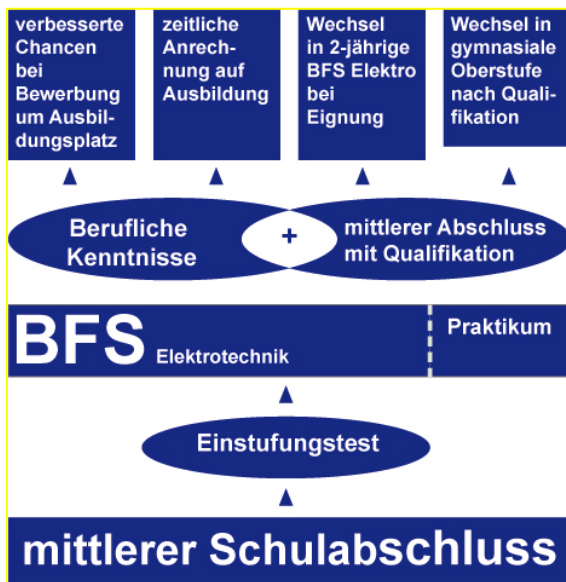 verbesserte
Chancen
bei
Bewerbung
um Ausbil-
dungsplatz
zeitliche
Anrech-
nung auf
Ausbildung
Wechsel
in 2-jährige
BFS Elektro
bei
Eignung
Wechsel in
gymnasiale
Oberstufe
nach Quali-
fikation
Berufliche
Kenntnisse
+
mittlerer Abschluss
mit Qualifikation
BFS Elektrotechnik
Praktikum
Einstufungstest
mittlerer Schulabschluss